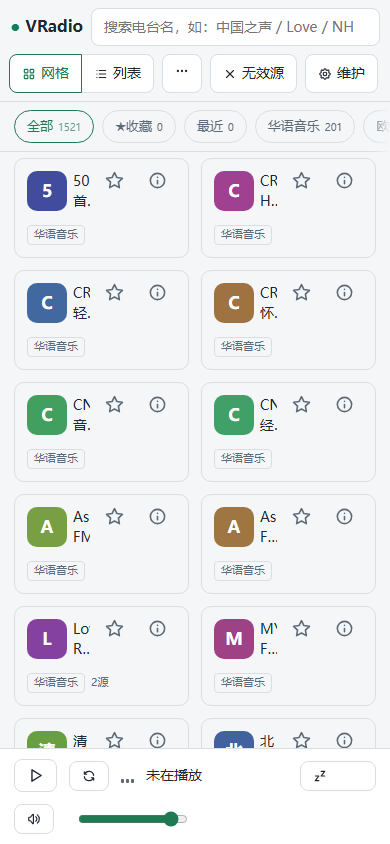 VRadio
搜索电台名，如：中国之声 / Love / NH
网格
列表
...
无效源
维护
全部 1521
★收藏 0
最近 0
华语音乐 201
欧
5
50
首.
华语音乐
C
CR
H..
华语音乐
C
CR
轻.
华语音乐
C
CR
怀.
华语音乐
C
CN
音.
华语音乐
C
CN
经.
华语音乐
A
As
FM
华语音乐
A
As
F...
华语音乐
L
Lo
R...
华语音乐 2源
M
MY
F...
华语音乐
清
清
北
北
...
未在播放
zz